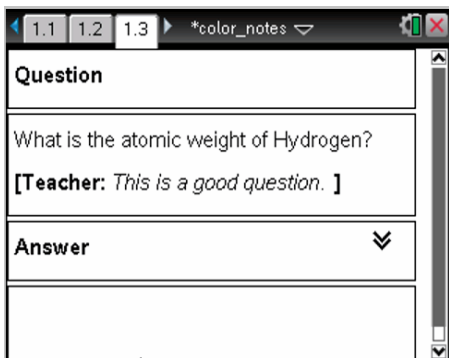 1.1 1.2 1.3 *color_notes
Question
What is the atomic weight of Hydrogen?
[Teacher: This is a good question. ]
Answer